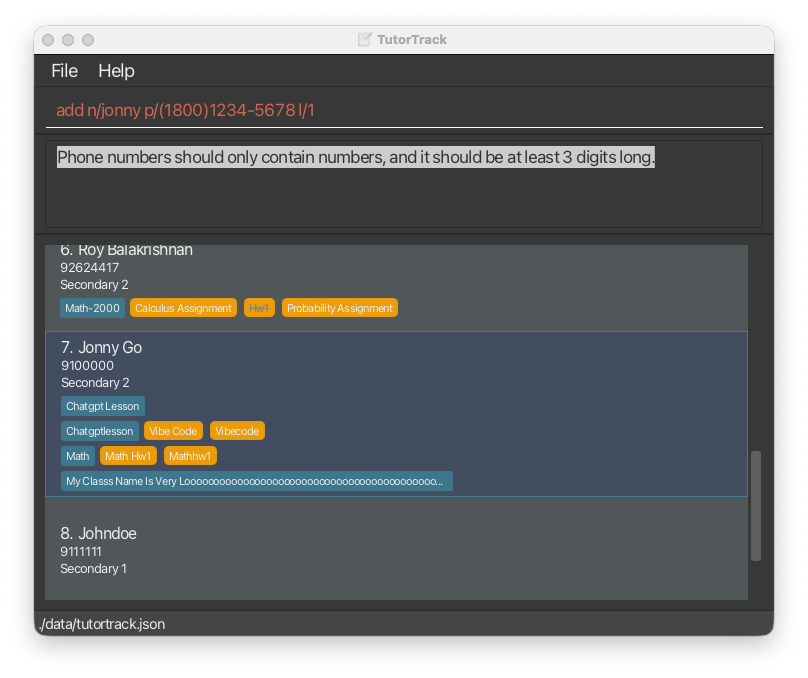 TutorTrack
File Help
add n/jonny p/(1800)1234-5678 l/1
Phone numbers should only contain numbers, and it should be at least 3 digits long.
6. Roy Balakrishnan
92624417
Secondary 2
Math-2000 Calculus Assignment Hw1 Probability Assignment
7. Jonny Go
9100000
Secondary 2
Chatgpt Lesson
Chatgptlesson Vibe Code Vibecode
Math Math Hw1 Mathhw1
My Classs Name Is Very Looooooooooooooooooooooooooooooooooooooooooo...
8. Johndoe
9111111
Secondary 1
./data/tutortrack.json